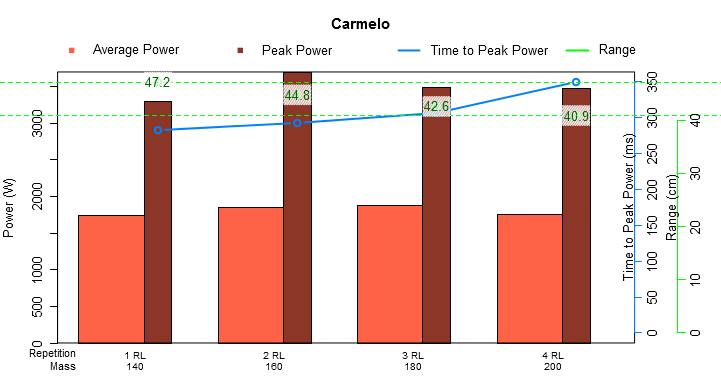 Carmelo
Average Power Peak Power Time to Peak Power Range
47.2 44.8 42.6 40.9
Power (W)
0 500 1000 2000 3000
Time to Peak Power (ms)
0 50 100 150 200 250 300 350
Range (cm)
0 10 20 30 40
Repetition 1 RL 2 RL 3 RL 4 RL
Mass 140 160 180 200